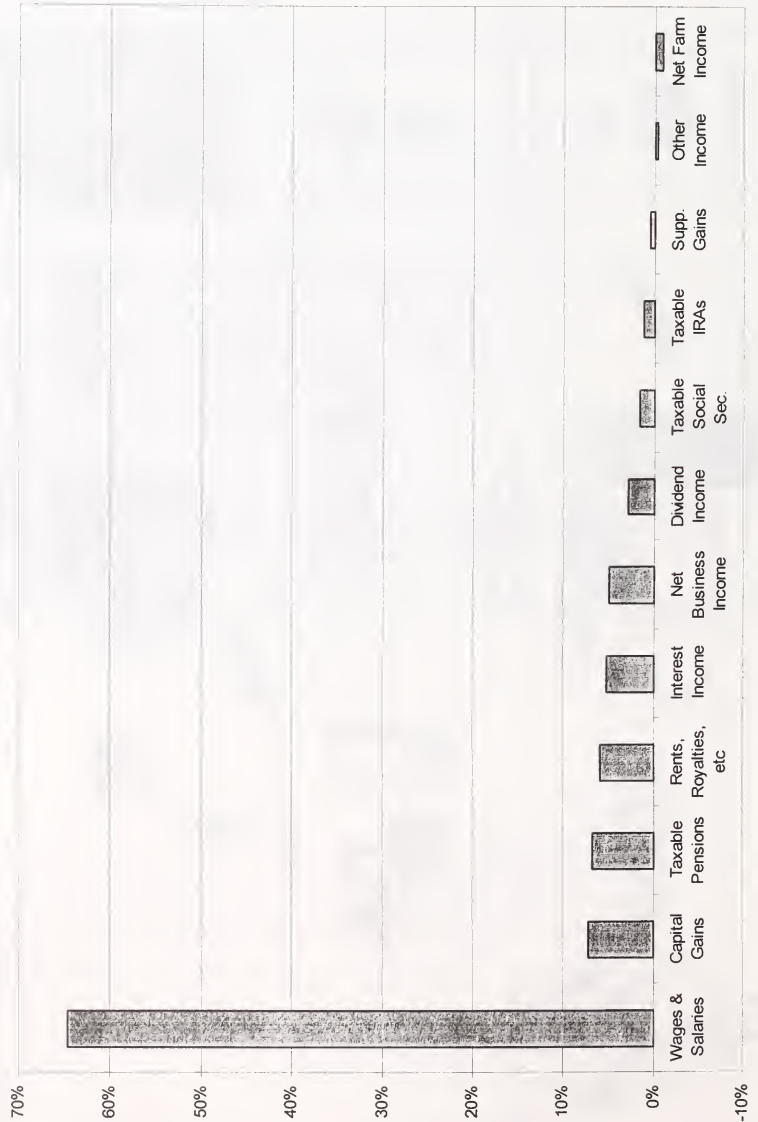 70%
60%
50%
40%
30%
20%
10%
0%
-10%
Wages &
Salaries
Capital
Gains
Taxable
Pensions
Rents,
Royalties,
etc
Interest
Income
Net
Business
Income
Dividend
Income
Taxable
Social
Sec.
Taxable
IRAs
Supp.
Gains
Other
Income
Net Farm
Income